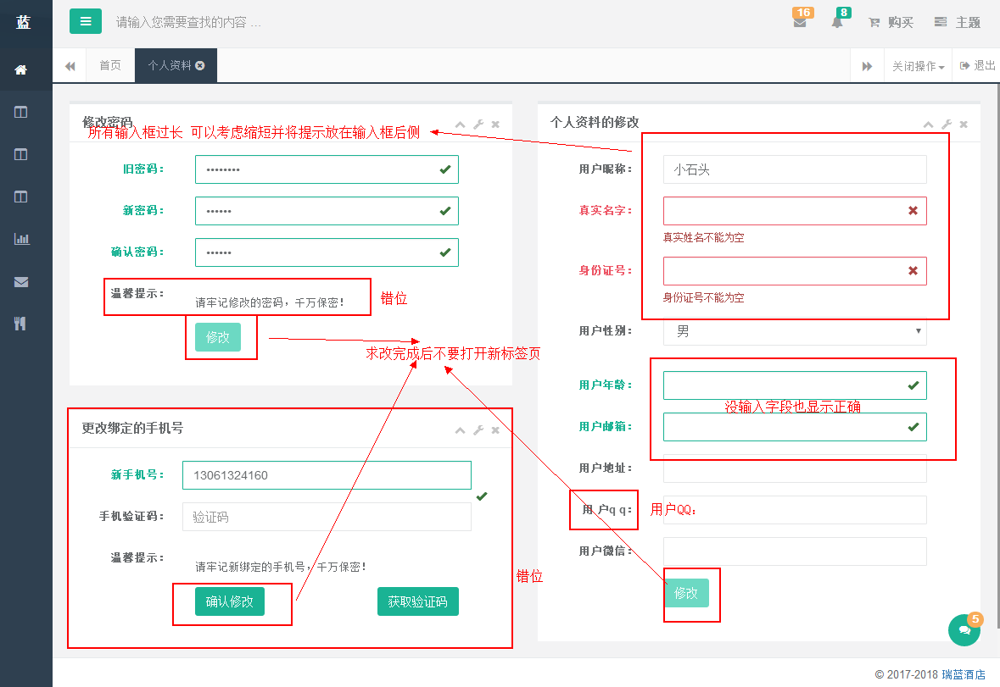 蓝
请输入您需要查找的内容 …
16
8
购买
主题
首页
个人资料
关闭操作
退出
修改密码
所有输入框过长 可以考虑缩短并将提示放在输入框后侧
旧密码：
••••••••
新密码：
••••••
确认密码：
••••••
温馨提示：
请牢记修改的密码，千万保密！
错位
修改
求改完成后不要打开新标签页
更改绑定的手机号
新手机号：
13061324160
手机验证码：
验证码
温馨提示：
请牢记新绑定的手机号，千万保密！
错位
确认修改
获取验证码
个人资料的修改
用户昵称：
小石头
真实名字：
真实姓名不能为空
身份证号：
身份证号不能为空
用户性别：
男
用户年龄：
没输入字段也显示正确
用户邮箱：
用户地址：
用户q q：
用户QQ：
用户微信：
修改
5
© 2017-2018 瑞蓝酒店